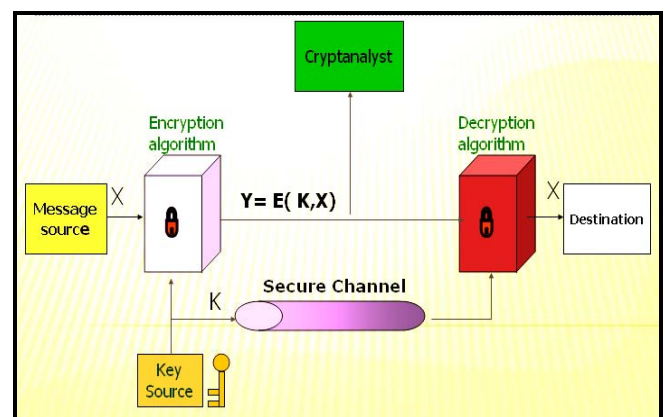 Cryptanalyst
Encryption
algorithm
Decryption
algorithm
Message
source
X
Y= E( K,X)
X
Destination
Secure Channel
K
Key
Source